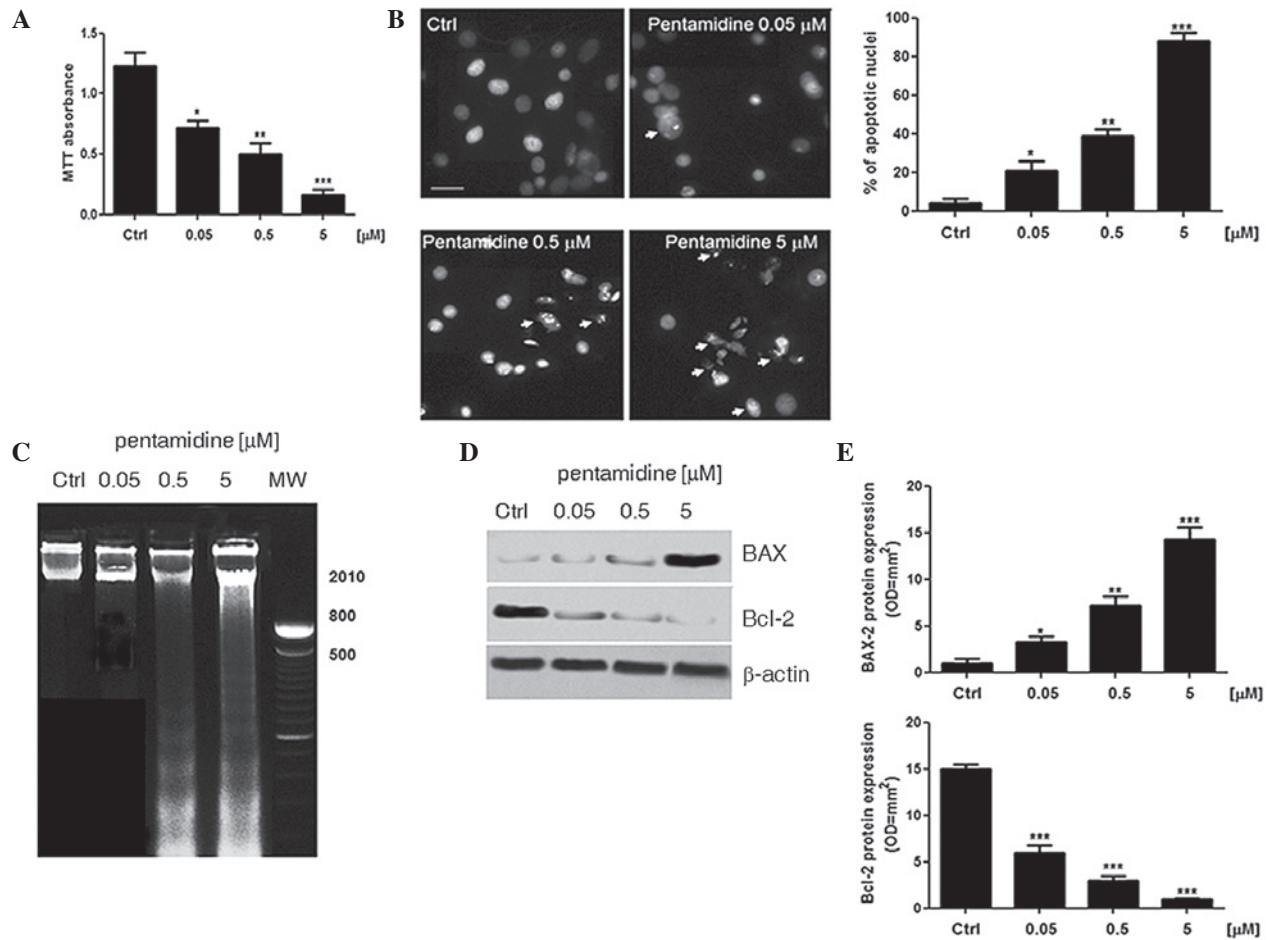 A
MTT absorbance
1.5
1.0
0.5
0.0
*
**
***
Ctrl 0.05 0.5 5 [μM]
B
Ctrl
Pentamidine 0.05 μM
Pentamidine 0.5 μM
Pentamidine 5 μM
% of apoptotic nuclei
100
80
60
40
20
0
*
**
***
Ctrl 0.05 0.5 5 [μM]
C
pentamidine [μM]
Ctrl 0.05 0.5 5 MW
2010
800
500
D
pentamidine [μM]
Ctrl 0.05 0.5 5
BAX
Bcl-2
β-actin
E
BAX-2 protein expression
(OD=mm²)
20
15
10
5
0
*
**
***
Ctrl 0.05 0.5 5 [μM]
Bcl-2 protein expression
(OD=mm²)
20
15
10
5
0
***
***
***
Ctrl 0.05 0.5 5 [μM]